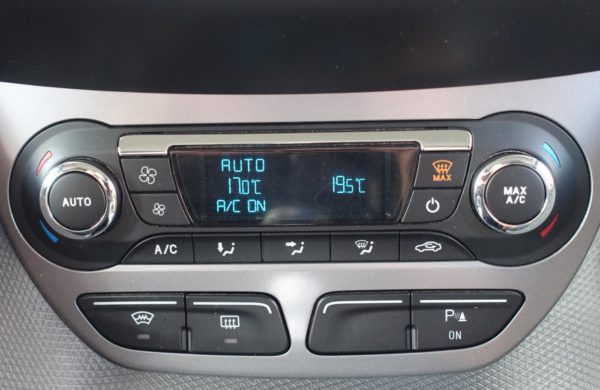 AUTO
17.0°C 19.5°C
A/C ON
MAX
AUTO
MAX
A/C
A/C
P
ON